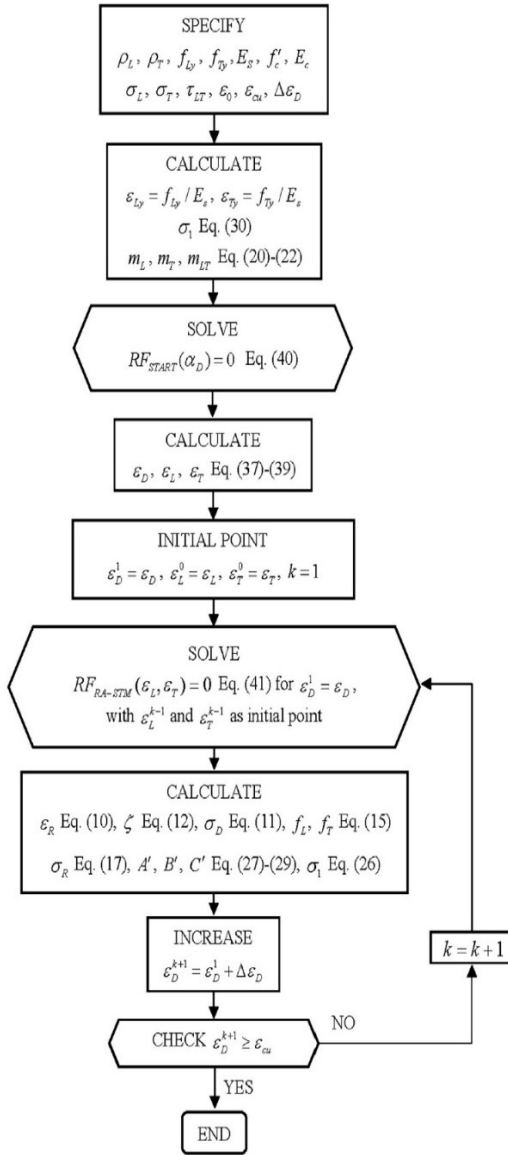 SPECIFY
ρ_L, ρ_T, f_Ly, f_Ty, E_S, f_c′, E_c
σ_L, σ_T, τ_LT, ε_0, ε_cu, Δε_D
CALCULATE
ε_Ly = f_Ly / E_s, ε_Ty = f_Ty / E_s
σ_1 Eq. (30)
m_L, m_T, m_LT Eq. (20)-(22)
SOLVE
RF_START(α_D) = 0 Eq. (40)
CALCULATE
ε_D, ε_L, ε_T Eq. (37)-(39)
INITIAL POINT
ε_D^1 = ε_D, ε_L^0 = ε_L, ε_T^0 = ε_T, k = 1
SOLVE
RF_RA-STM(ε_L, ε_T) = 0 Eq. (41) for ε_D^1 = ε_D,
with ε_L^k-1 and ε_T^k-1 as initial point
CALCULATE
ε_R Eq. (10), ζ Eq. (12), σ_D Eq. (11), f_L, f_T Eq. (15)
σ_R Eq. (17), A′, B′, C′ Eq. (27)-(29), σ_1 Eq. (26)
INCREASE
ε_D^k+1 = ε_D^1 + Δε_D
k = k + 1
CHECK ε_D^k+1 ≥ ε_cu
NO
YES
END